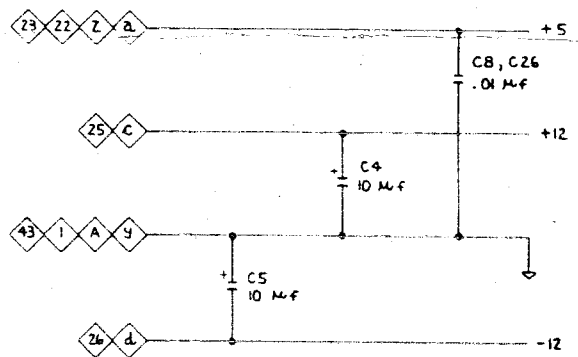 23 22 Z a +5
C8, C26
.01 μf
25 c +12
C4
+ 10 μf
43 1 A y
+ C5
10 μf
26 d -12